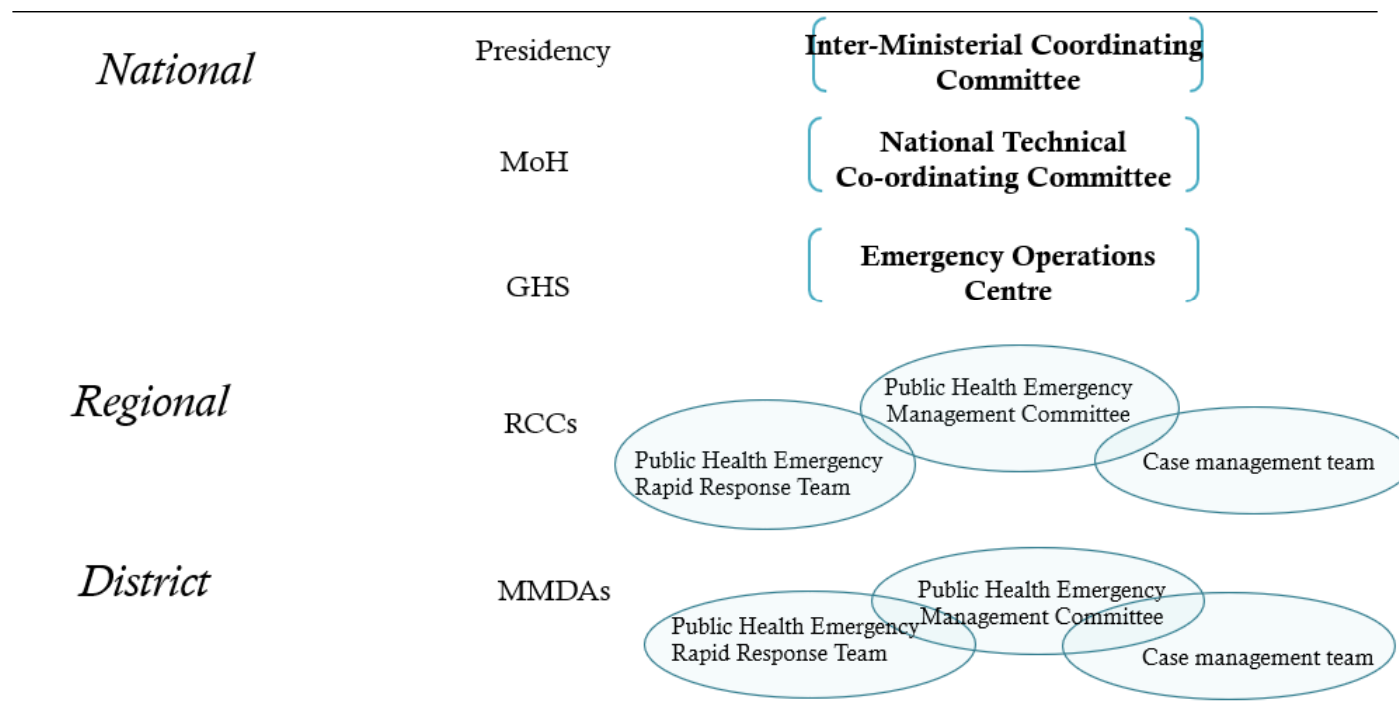 National
Presidency
Inter-Ministerial Coordinating
Committee
MoH
National Technical
Co-ordinating Committee
GHS
Emergency Operations
Centre
Regional
RCCs
Public Health Emergency
Management Committee
Public Health Emergency
Rapid Response Team
Case management team
District
MMDAs
Public Health Emergency
Management Committee
Public Health Emergency
Rapid Response Team
Case management team